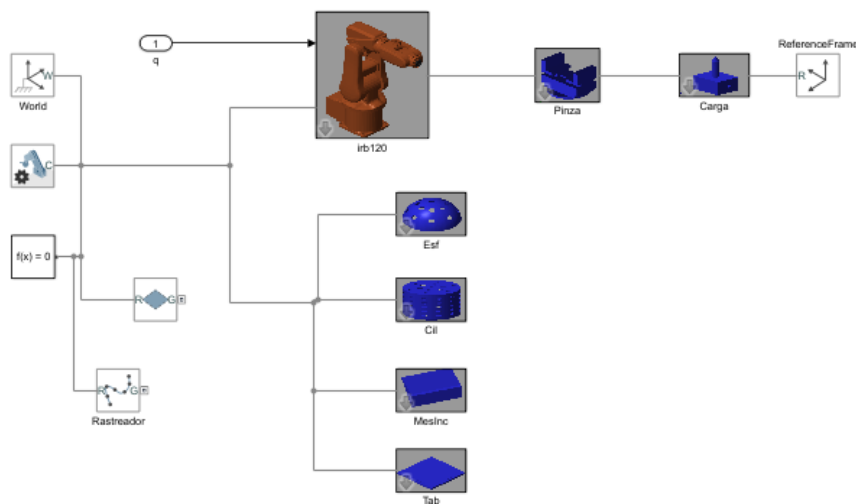 ReferenceFrame
1
q
W
World
irb120
Pinza
Carga
R
C
Esf
f(x) = 0
R G
Cil
R G
Rastreador
MesInc
Tab